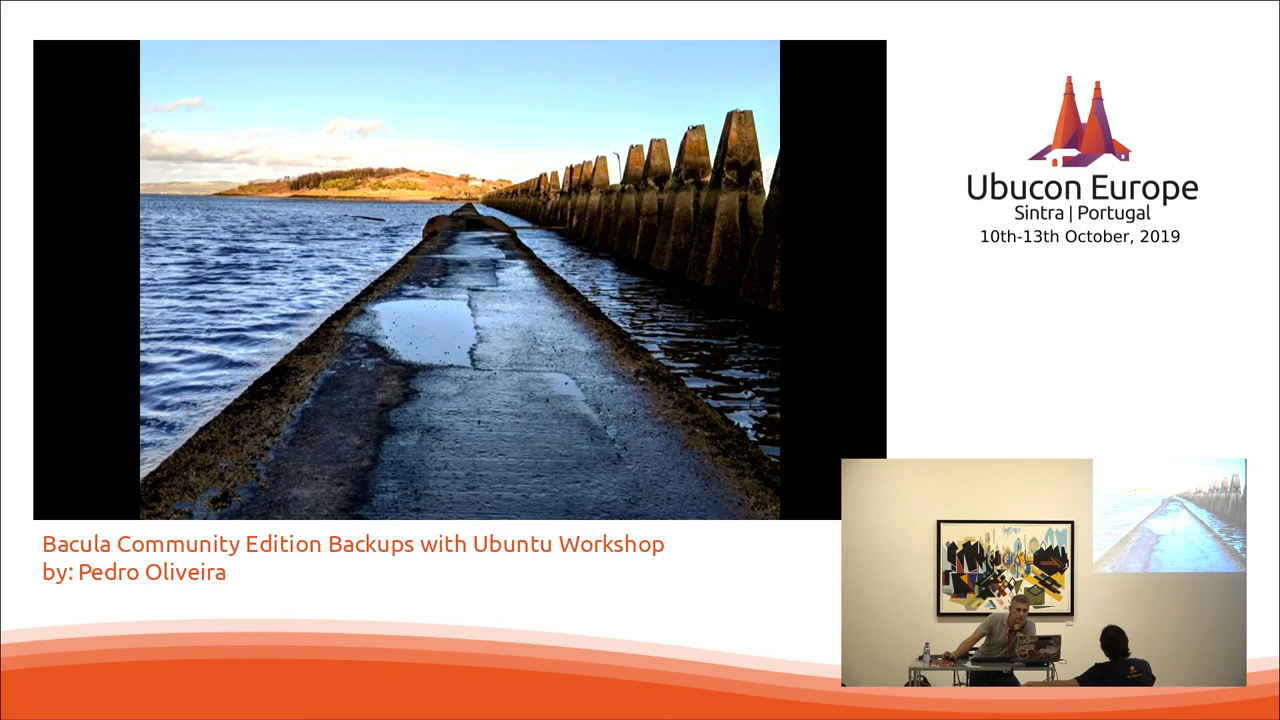 Ubucon Europe
Sintra | Portugal
10th-13th October, 2019
Bacula Community Edition Backups with Ubuntu Workshop
by: Pedro Oliveira